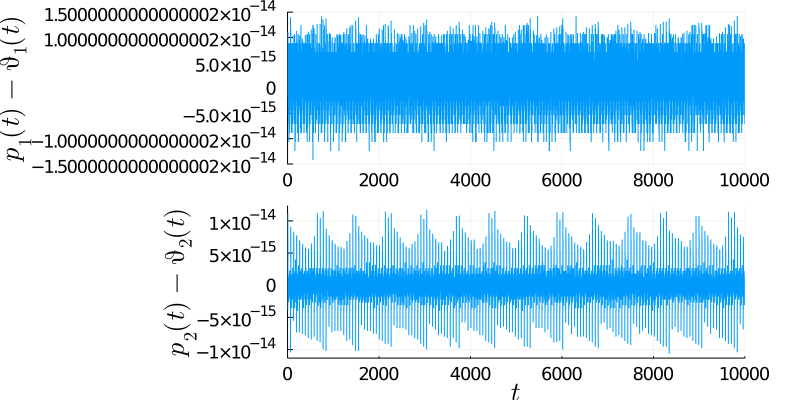 p₁(t) − ϑ₁(t)
1.5000000000000002×10⁻¹⁴
1.0000000000000002×10⁻¹⁴
5.0×10⁻¹⁵
0
−5.0×10⁻¹⁵
−1.0000000000000002×10⁻¹⁴
−1.5000000000000002×10⁻¹⁴
0 2000 4000 6000 8000 10000
p₂(t) − ϑ₂(t)
1×10⁻¹⁴
5×10⁻¹⁵
0
−5×10⁻¹⁵
−1×10⁻¹⁴
0 2000 4000 6000 8000 10000
t